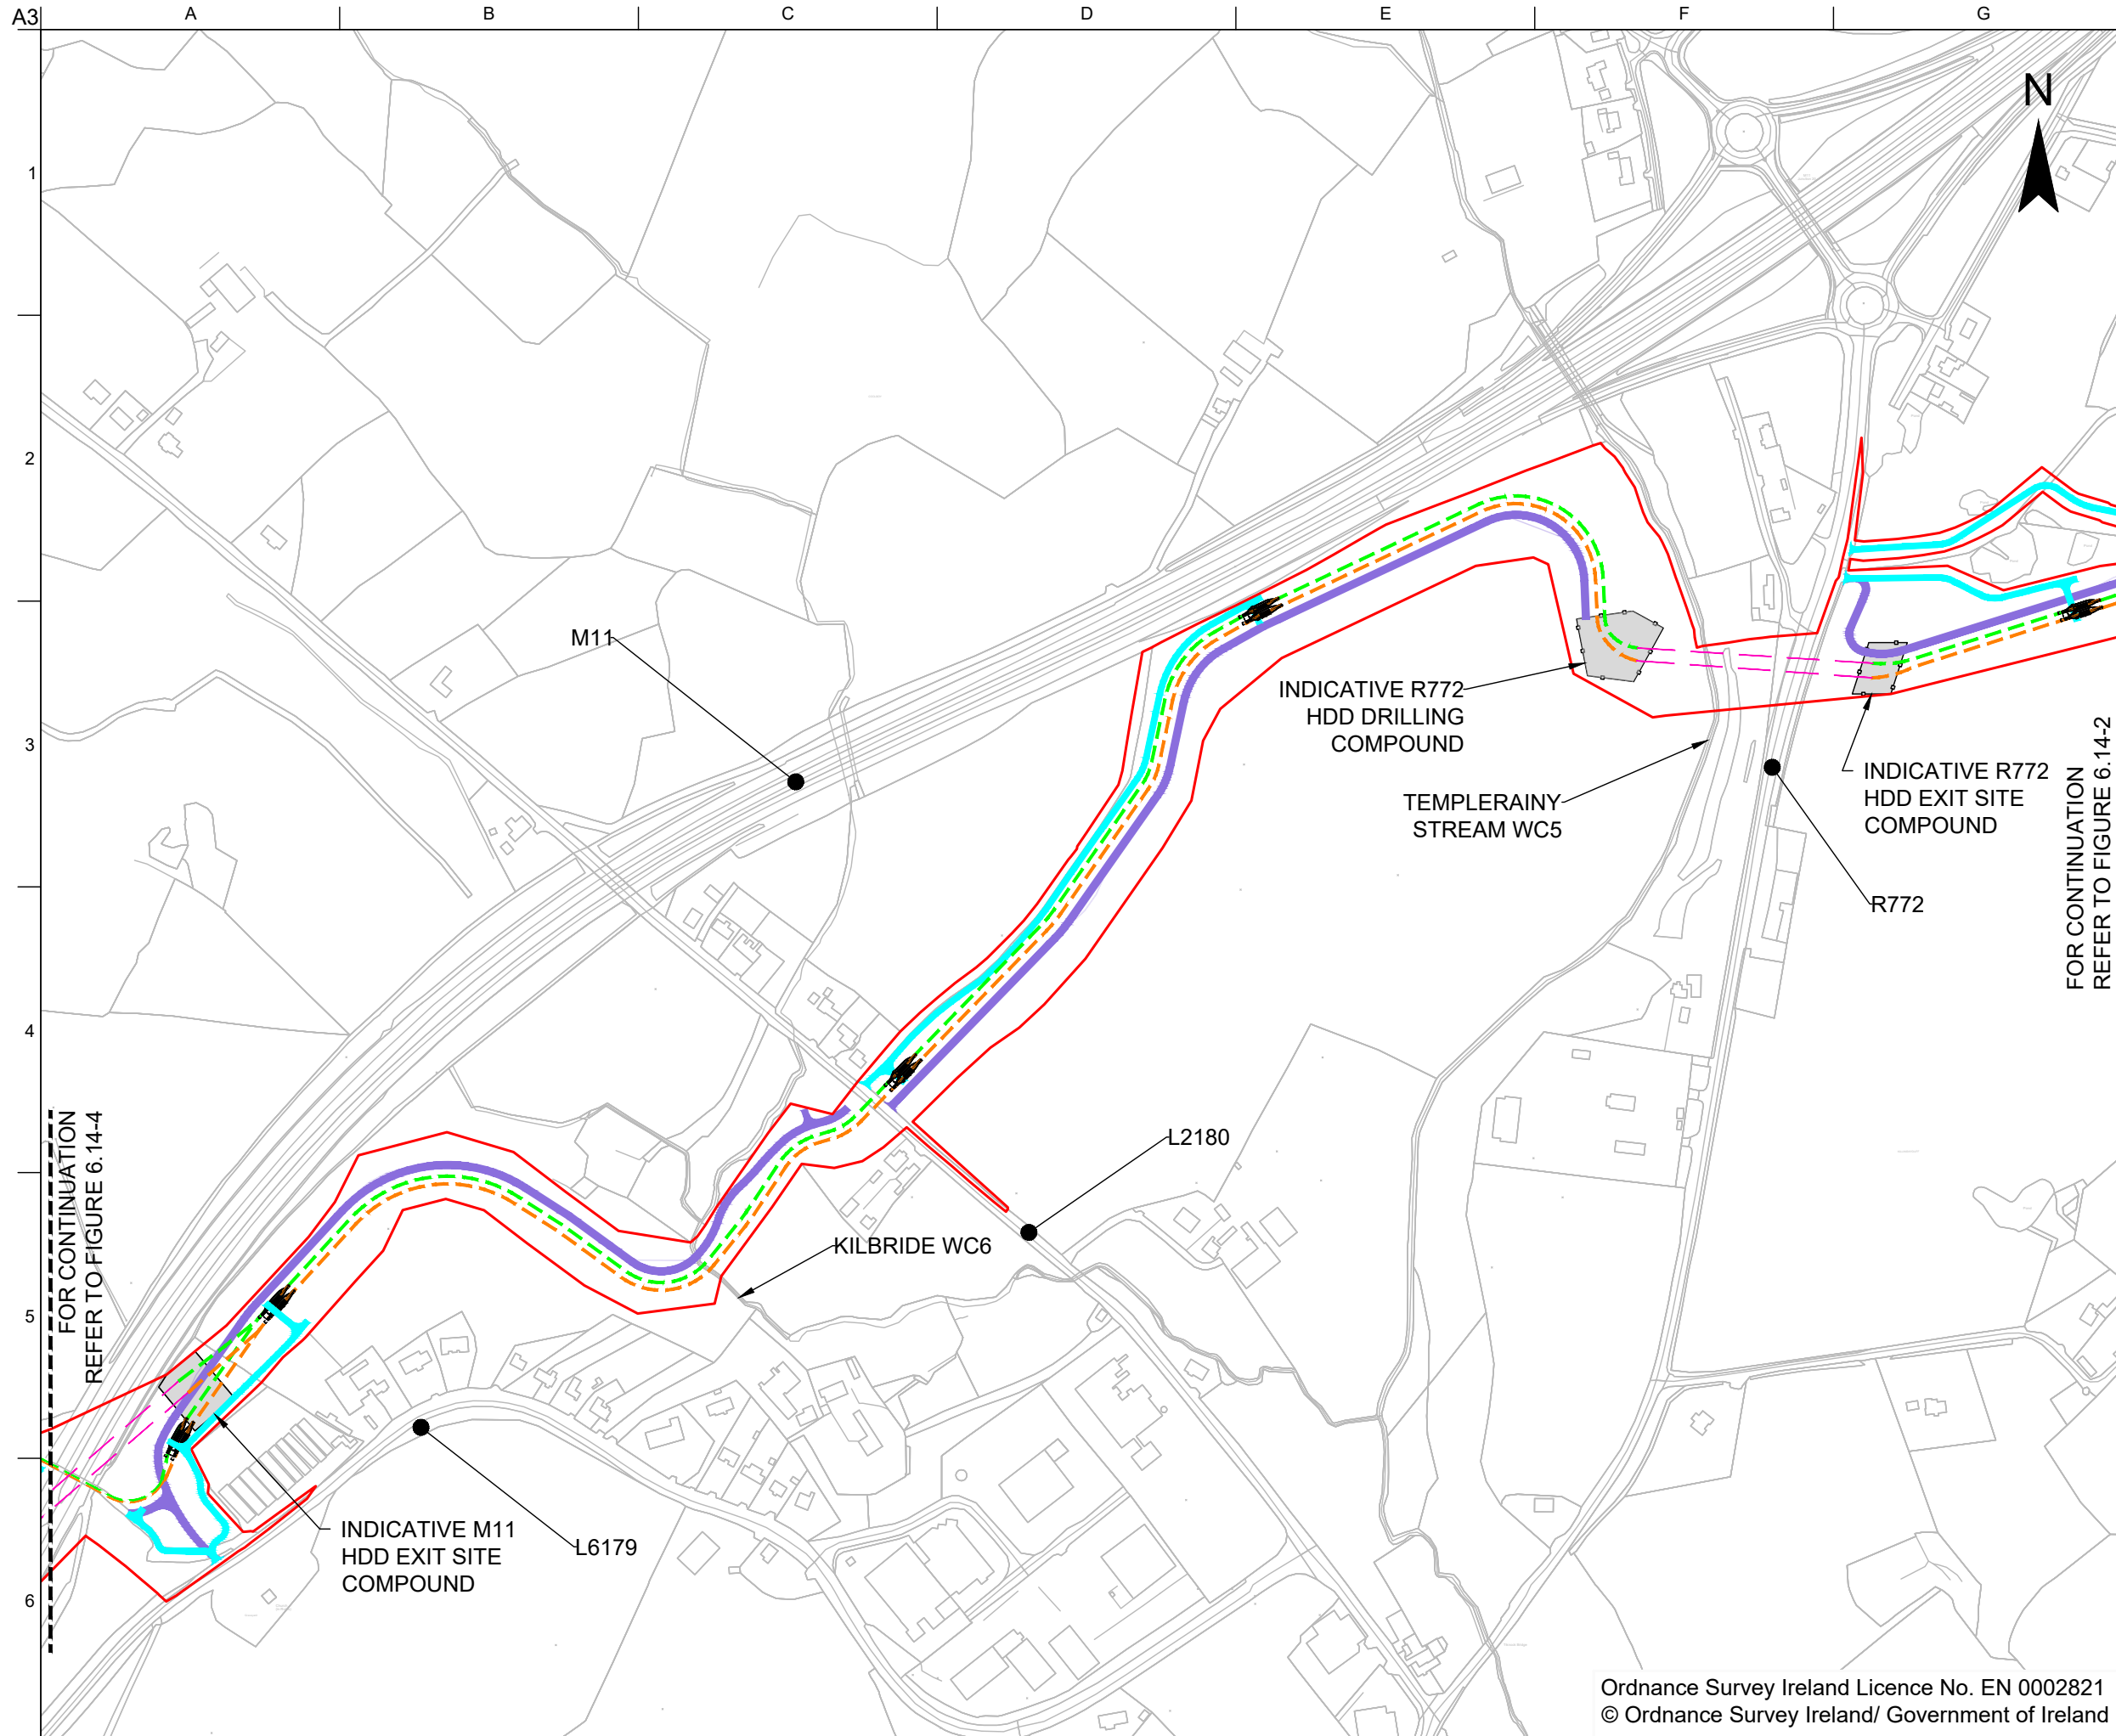 A3
A
B
C
D
E
F
G
N
1
2
3
4
5
6
M11
INDICATIVE R772
HDD DRILLING
COMPOUND
TEMPLERAINY
STREAM WC5
INDICATIVE R772
HDD EXIT SITE
COMPOUND
R772
FOR CONTINUATION
REFER TO FIGURE 6.14-2
FOR CONTINUATION
REFER TO FIGURE 6.14-4
L2180
KILBRIDE WC6
INDICATIVE M11
HDD EXIT SITE
COMPOUND
L6179
Ordnance Survey Ireland Licence No. EN 0002821
© Ordnance Survey Ireland/ Government of Ireland